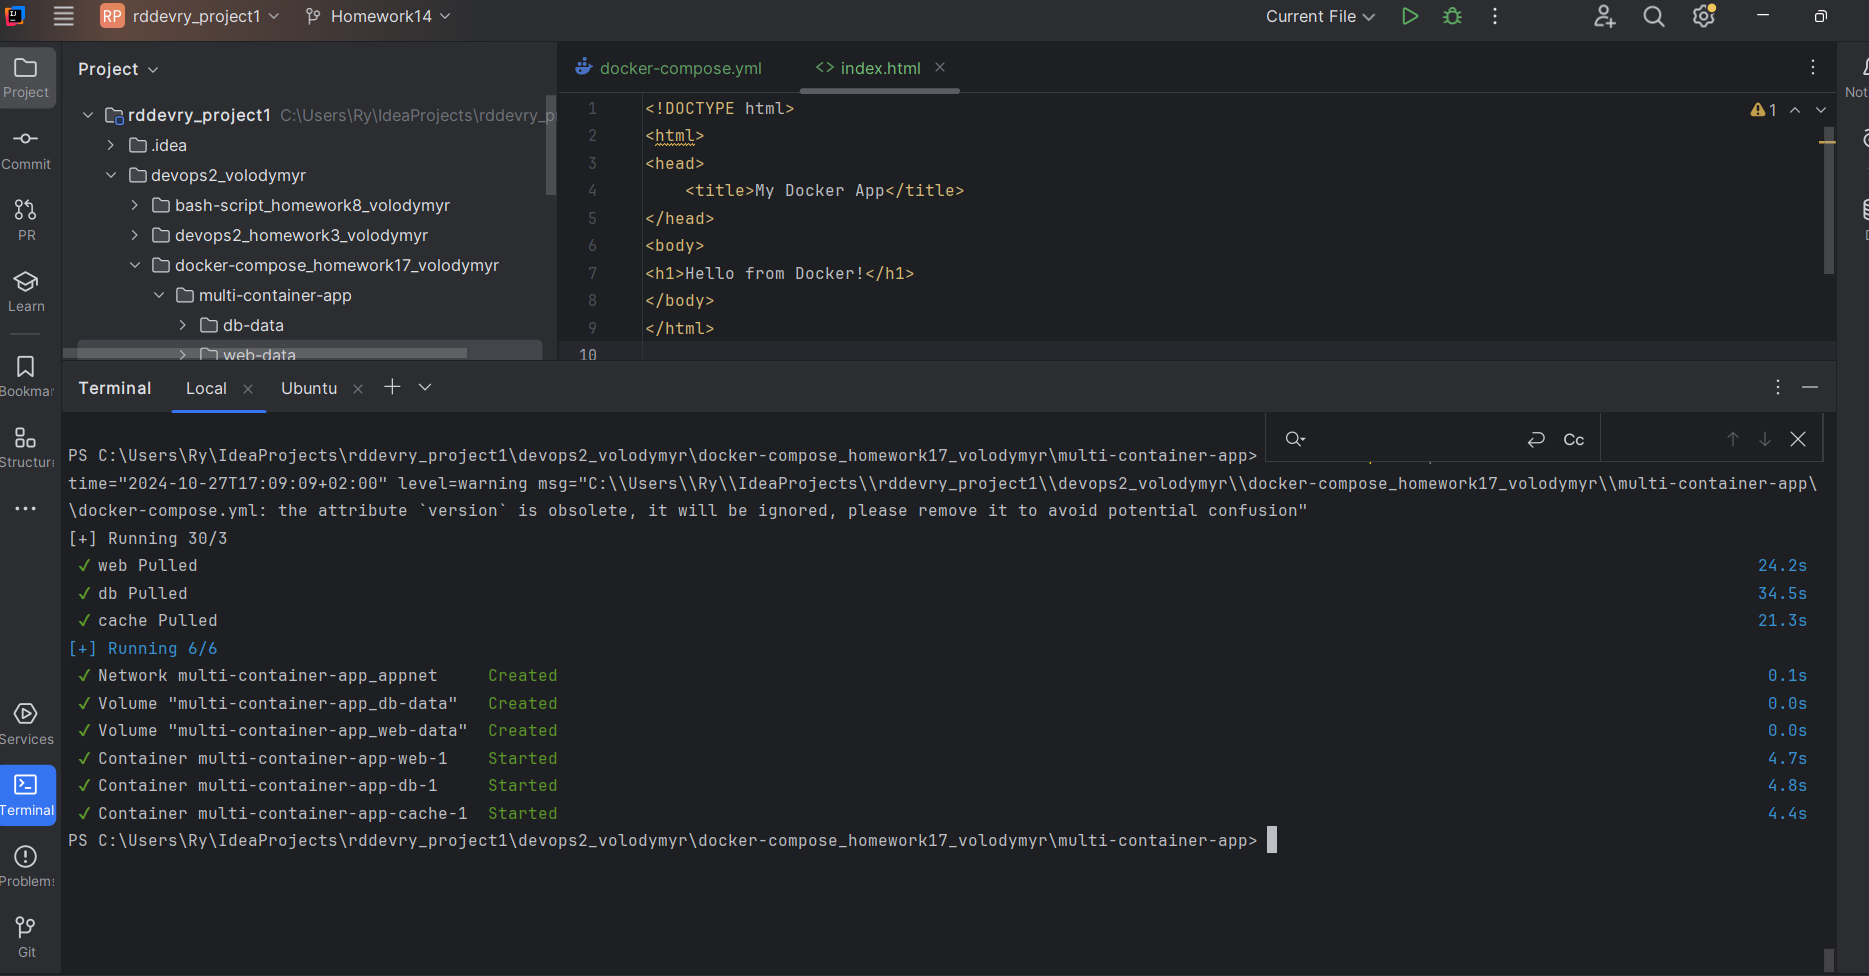 RP rddevry_project1 Homework14 Current File
Project
Commit
PR
Learn
Structure
Services
Terminal
Git
Project
rddevry_project1 C:\Users\Ry\IdeaProjects\rddevry_p
.idea
devops2_volodymyr
bash-script_homework8_volodymyr
devops2_homework3_volodymyr
docker-compose_homework17_volodymyr
multi-container-app
db-data
web-data
docker-compose.yml index.html
1 <!DOCTYPE html>
2 <html>
3 <head>
4 <title>My Docker App</title>
5 </head>
6 <body>
7 <h1>Hello from Docker!</h1>
8 </body>
9 </html>
10
1
Not
Terminal Local Ubuntu
Cc
PS C:\Users\Ry\IdeaProjects\rddevry_project1\devops2_volodymyr\docker-compose_homework17_volodymyr\multi-container-app>
time="2024-10-27T17:09:09+02:00" level=warning msg="C:\\Users\\Ry\\IdeaProjects\\rddevry_project1\\devops2_volodymyr\\docker-compose_homework17_volodymyr\\multi-container-app\
\docker-compose.yml: the attribute `version` is obsolete, it will be ignored, please remove it to avoid potential confusion"
[+] Running 30/3
✓ web Pulled 24.2s
✓ db Pulled 34.5s
✓ cache Pulled 21.3s
[+] Running 6/6
✓ Network multi-container-app_appnet Created 0.1s
✓ Volume "multi-container-app_db-data" Created 0.0s
✓ Volume "multi-container-app_web-data" Created 0.0s
✓ Container multi-container-app-web-1 Started 4.7s
✓ Container multi-container-app-db-1 Started 4.8s
✓ Container multi-container-app-cache-1 Started 4.4s
PS C:\Users\Ry\IdeaProjects\rddevry_project1\devops2_volodymyr\docker-compose_homework17_volodymyr\multi-container-app>